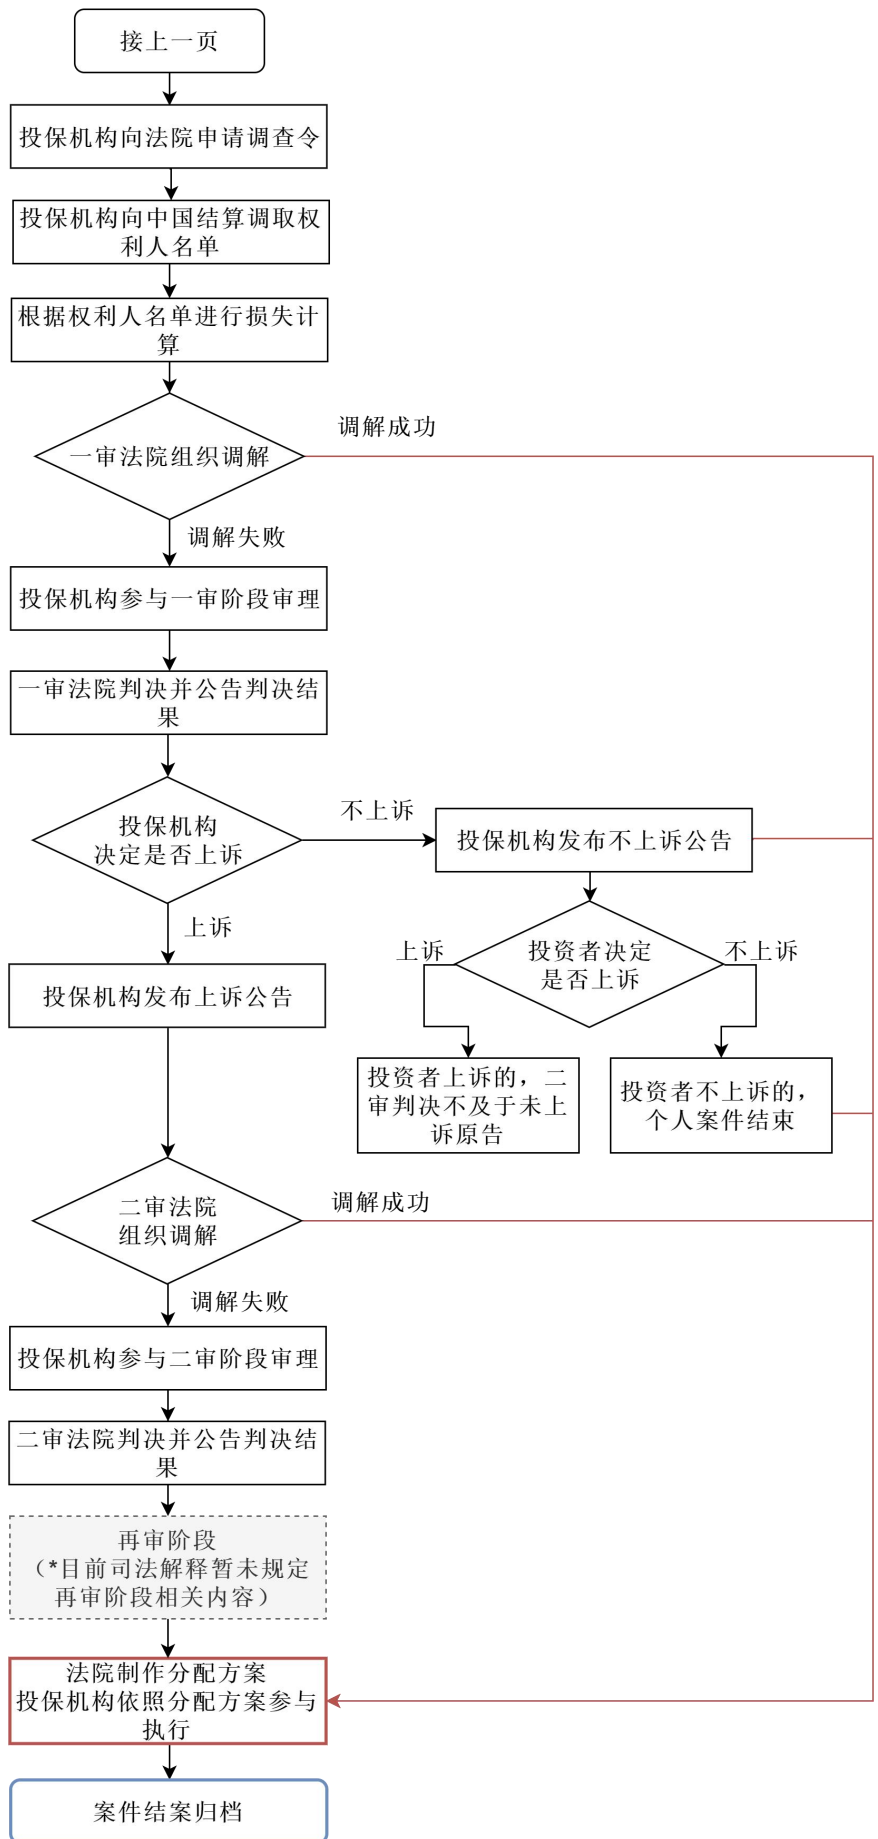 接上一页
投保机构向法院申请调查令
投保机构向中国结算调取权
利人名单
根据权利人名单进行损失计
算
调解成功
一审法院组织调解
调解失败
投保机构参与一审阶段审理
一审法院判决并公告判决结
果
投保机构
决定是否上诉
不上诉
投保机构发布不上诉公告
上诉
投保机构发布上诉公告
上诉
投资者决定
是否上诉
不上诉
投资者上诉的，二
审判决不及于未上
诉原告
投资者不上诉的，
个人案件结束
二审法院
组织调解
调解成功
调解失败
投保机构参与二审阶段审理
二审法院判决并公告判决结
果
再审阶段
（*目前司法解释暂未规定
再审阶段相关内容）
法院制作分配方案
投保机构依照分配方案参与
执行
案件结案归档